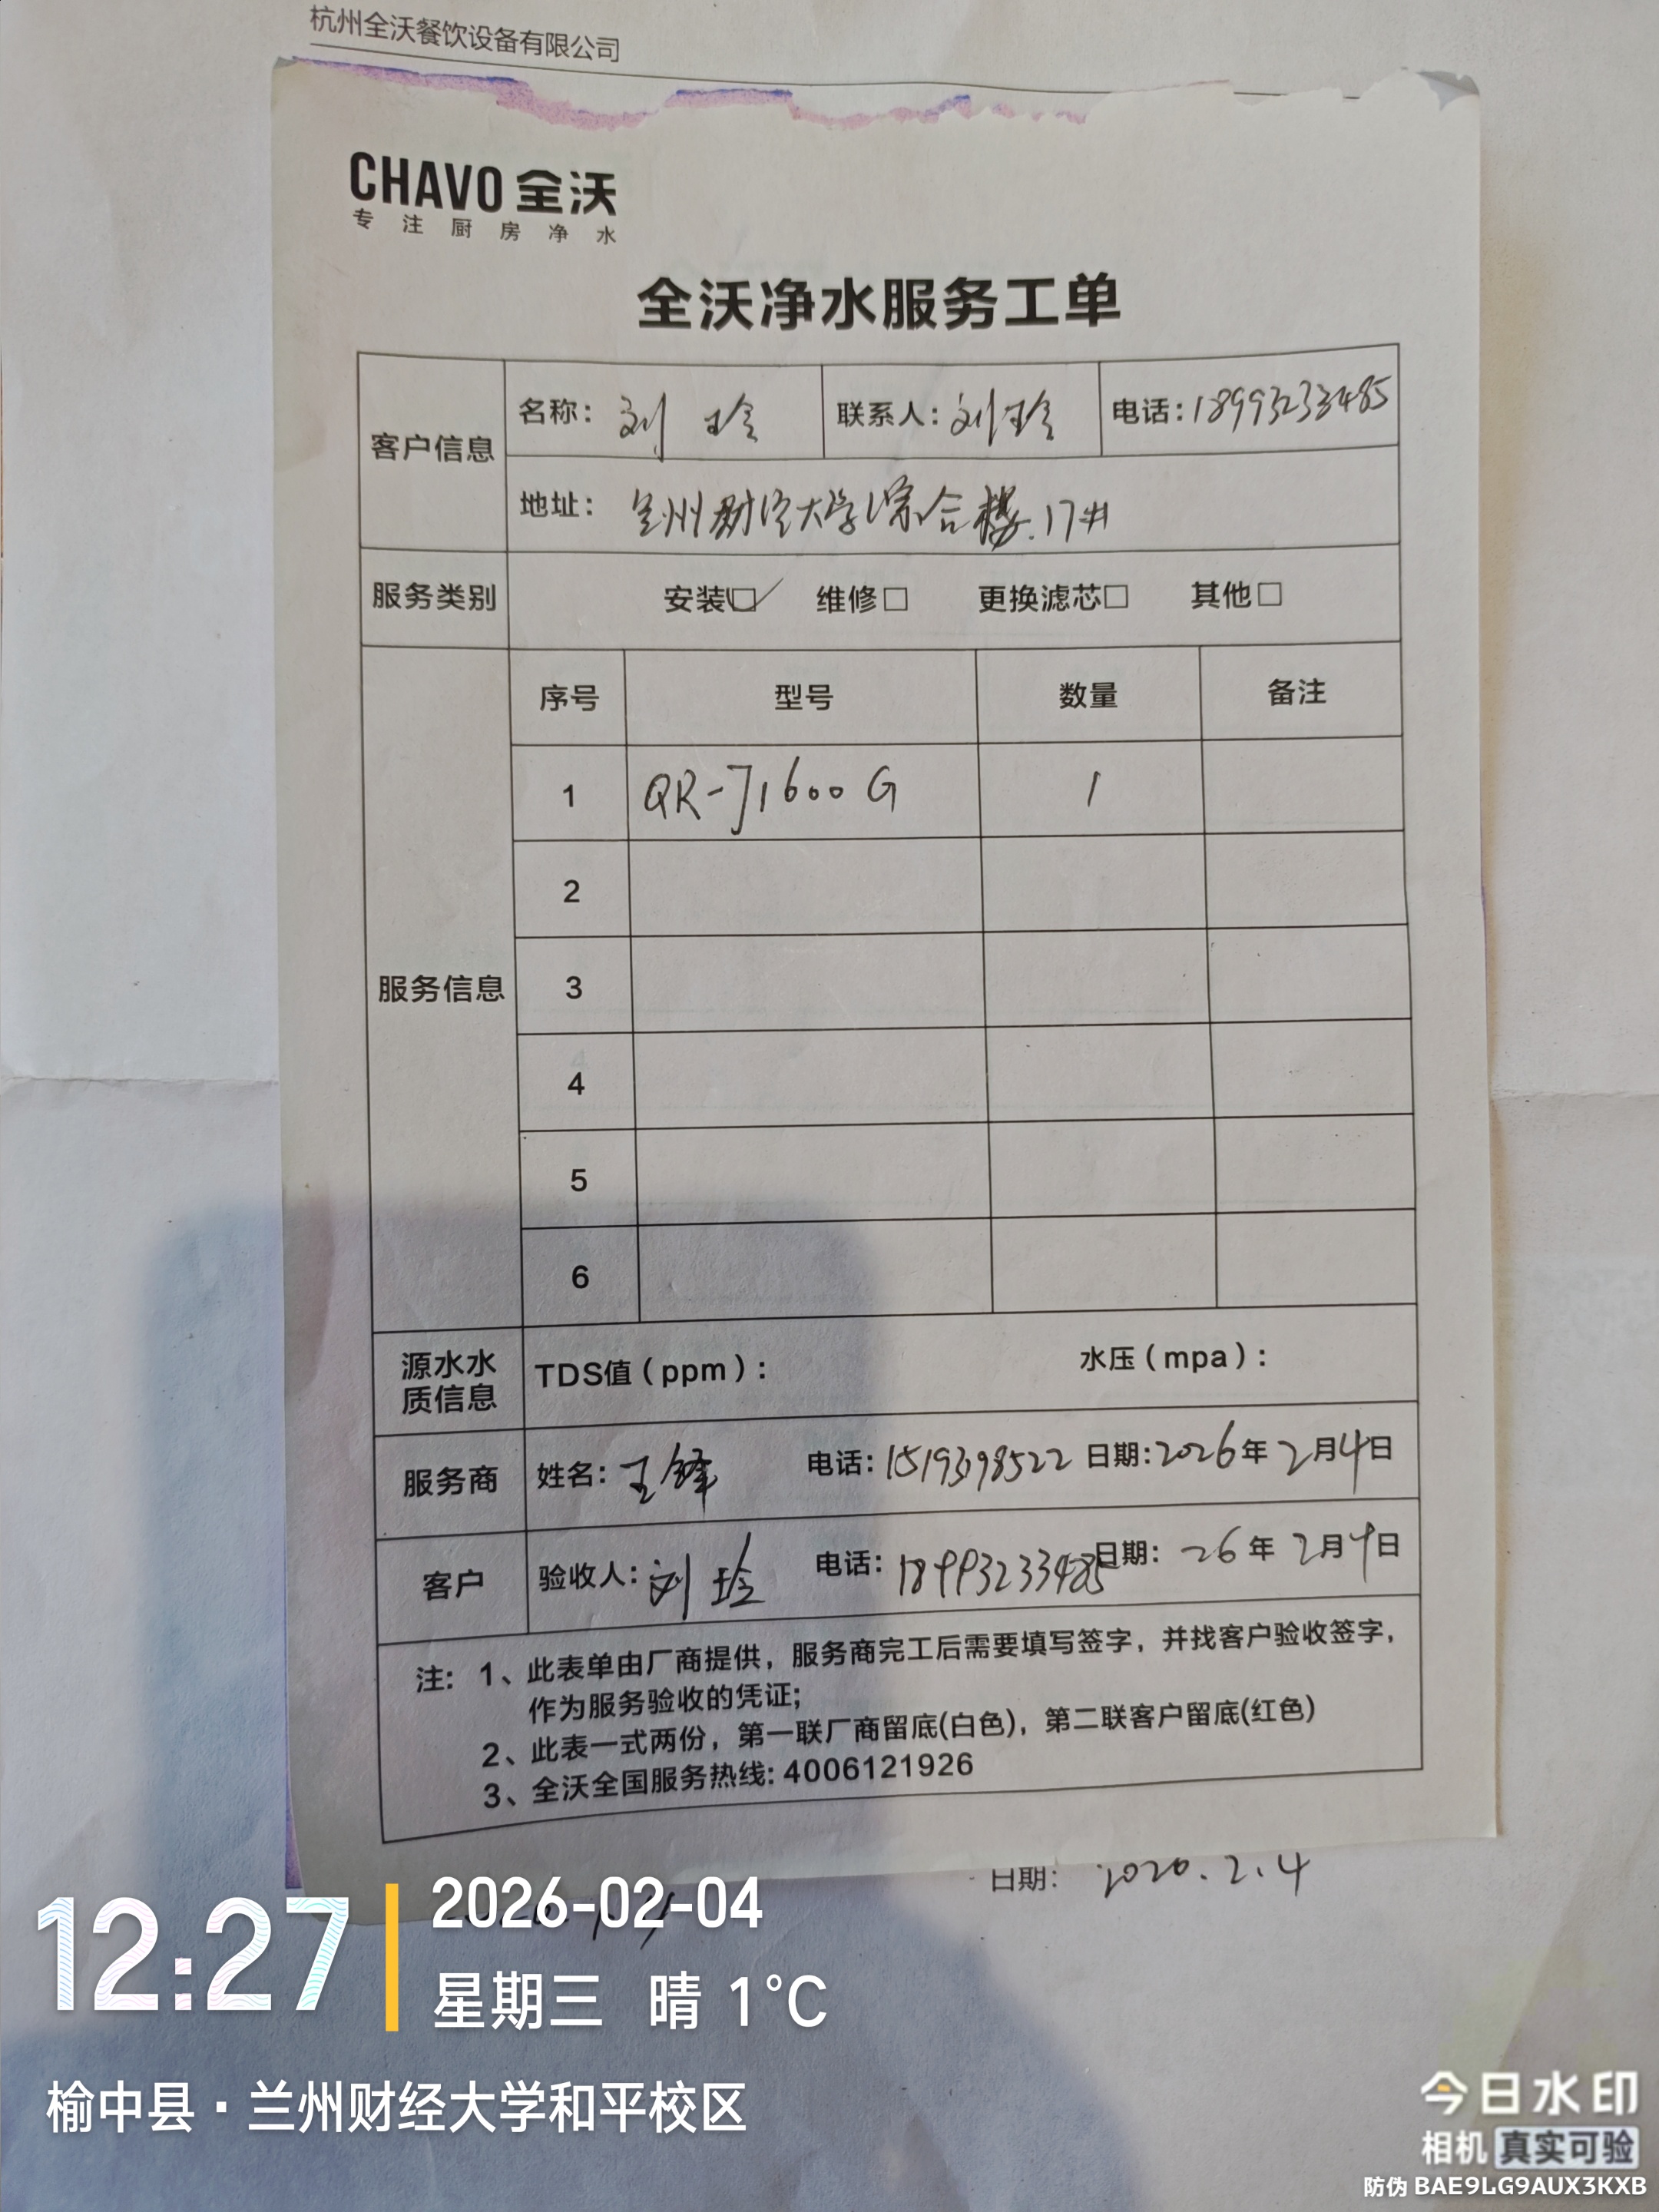 杭州全沃餐饮设备有限公司
CHAVO 全沃
专注厨房净水
全沃净水服务工单
客户信息 名称：刘玲 联系人：刘玲 电话：18993233485
地址：兰州财经大学综合楼.17#
服务类别 安装☑ 维修□ 更换滤芯□ 其他□
服务信息 序号 型号 数量 备注
1 QR-J1600G 1
2
3
4
5
6
源水水质信息 TDS值（ppm）： 水压（mpa）：
服务商 姓名：王锋 电话：15193198522 日期：2026年2月4日
客户 验收人：刘玲 电话：18993233485 日期：26年2月4日
注：1、此表单由厂商提供，服务商完工后需要填写签字，并找客户验收签字，
作为服务验收的凭证；
2、此表一式两份，第一联厂商留底(白色)，第二联客户留底(红色)
3、全沃全国服务热线：4006121926
日期：2020.2.4
12:27
2026-02-04
星期三 晴 1°C
榆中县·兰州财经大学和平校区
今日水印
相机 真实可验
防伪 BAE9LG9AUX3KXB